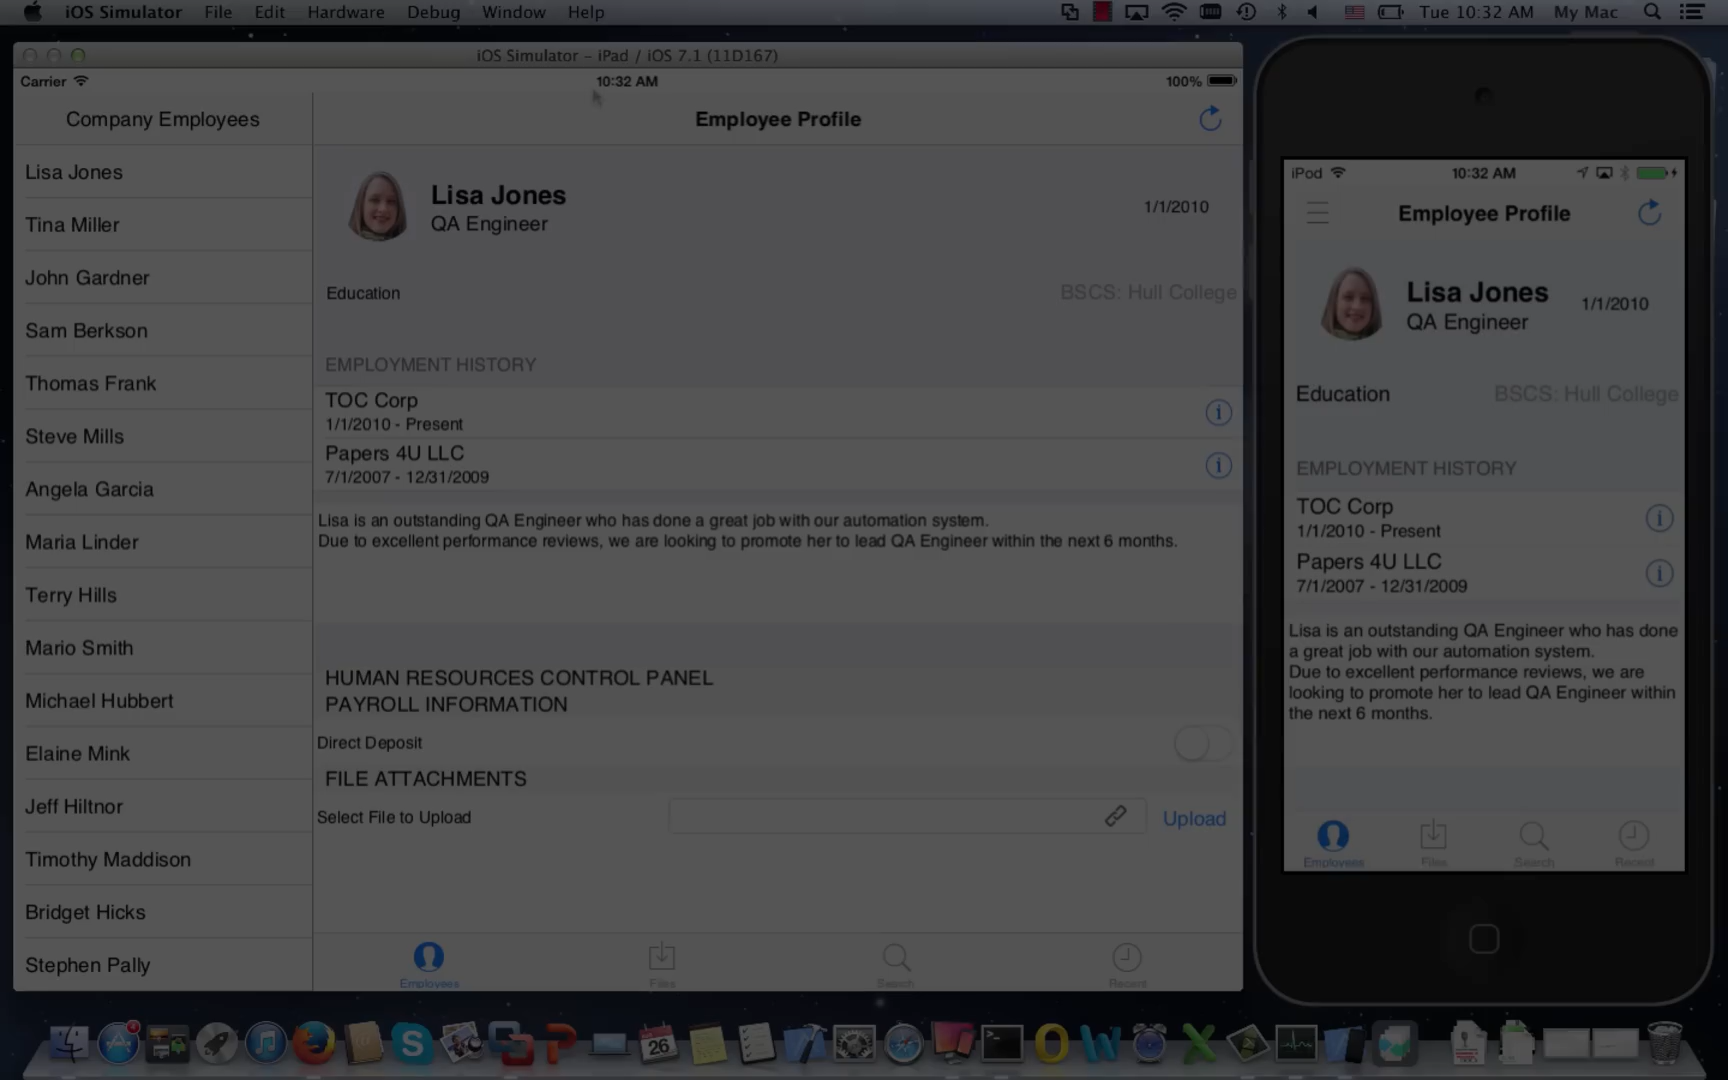 iOS Simulator File Edit Hardware Debug Window Help
Tue 10:32 AM My Mac
iOS Simulator – iPad / iOS 7.1 (11D167)
Carrier 10:32 AM 100%
Company Employees
Lisa Jones
Tina Miller
John Gardner
Sam Berkson
Thomas Frank
Steve Mills
Angela Garcia
Maria Linder
Terry Hills
Mario Smith
Michael Hubbert
Elaine Mink
Jeff Hiltnor
Timothy Maddison
Bridget Hicks
Stephen Pally
Employee Profile
Lisa Jones
QA Engineer
1/1/2010
Education BSCS: Hull College
EMPLOYMENT HISTORY
TOC Corp
1/1/2010 - Present
Papers 4U LLC
7/1/2007 - 12/31/2009
Lisa is an outstanding QA Engineer who has done a great job with our automation system.
Due to excellent performance reviews, we are looking to promote her to lead QA Engineer within the next 6 months.
HUMAN RESOURCES CONTROL PANEL
PAYROLL INFORMATION
Direct Deposit
FILE ATTACHMENTS
Select File to Upload Upload
Employees Files Search Recent
iPod 10:32 AM
Employee Profile
Lisa Jones
QA Engineer
1/1/2010
Education BSCS: Hull College
EMPLOYMENT HISTORY
TOC Corp
1/1/2010 - Present
Papers 4U LLC
7/1/2007 - 12/31/2009
Lisa is an outstanding QA Engineer who has done
a great job with our automation system.
Due to excellent performance reviews, we are
looking to promote her to lead QA Engineer within
the next 6 months.
Employees Files Search Recent
26